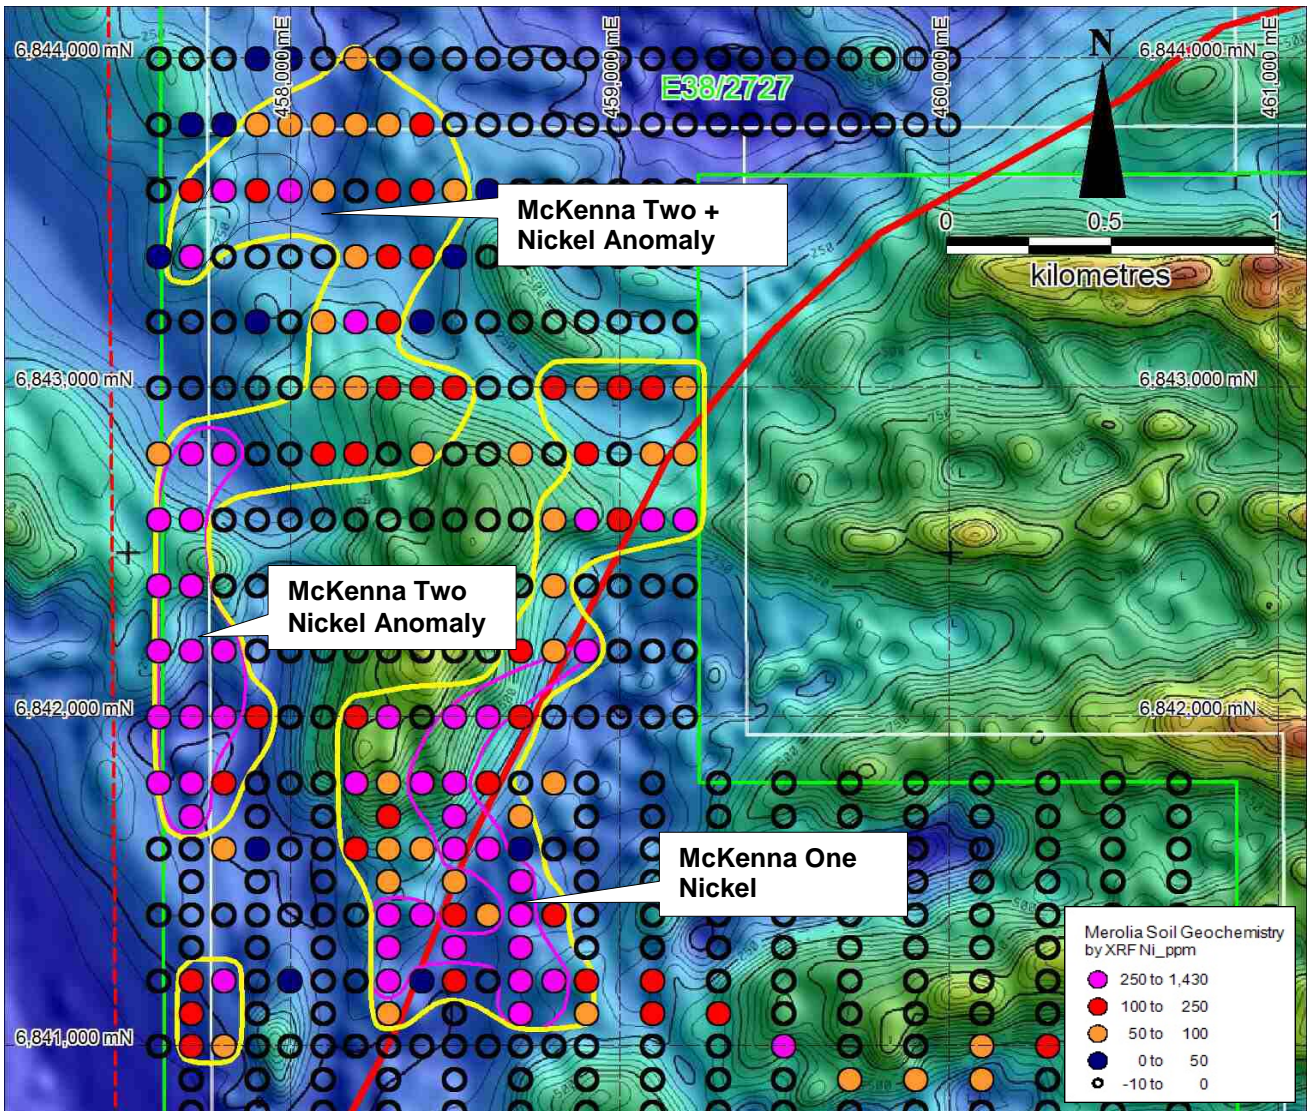 6,844,000 mN
458,000 mE
459,000 mE
460,000 mE
461,000 mE
N
6,844,000 mN
E38/2727
McKenna Two +
Nickel Anomaly
0
0.5
1
kilometres
6,843,000 mN
6,843,000 mN
McKenna Two
Nickel Anomaly
6,842,000 mN
6,842,000 mN
McKenna One
Nickel
6,841,000 mN
Merolia Soil Geochemistry
by XRF Ni_ppm
250 to 1,430
100 to 250
50 to 100
0 to 50
-10 to 0